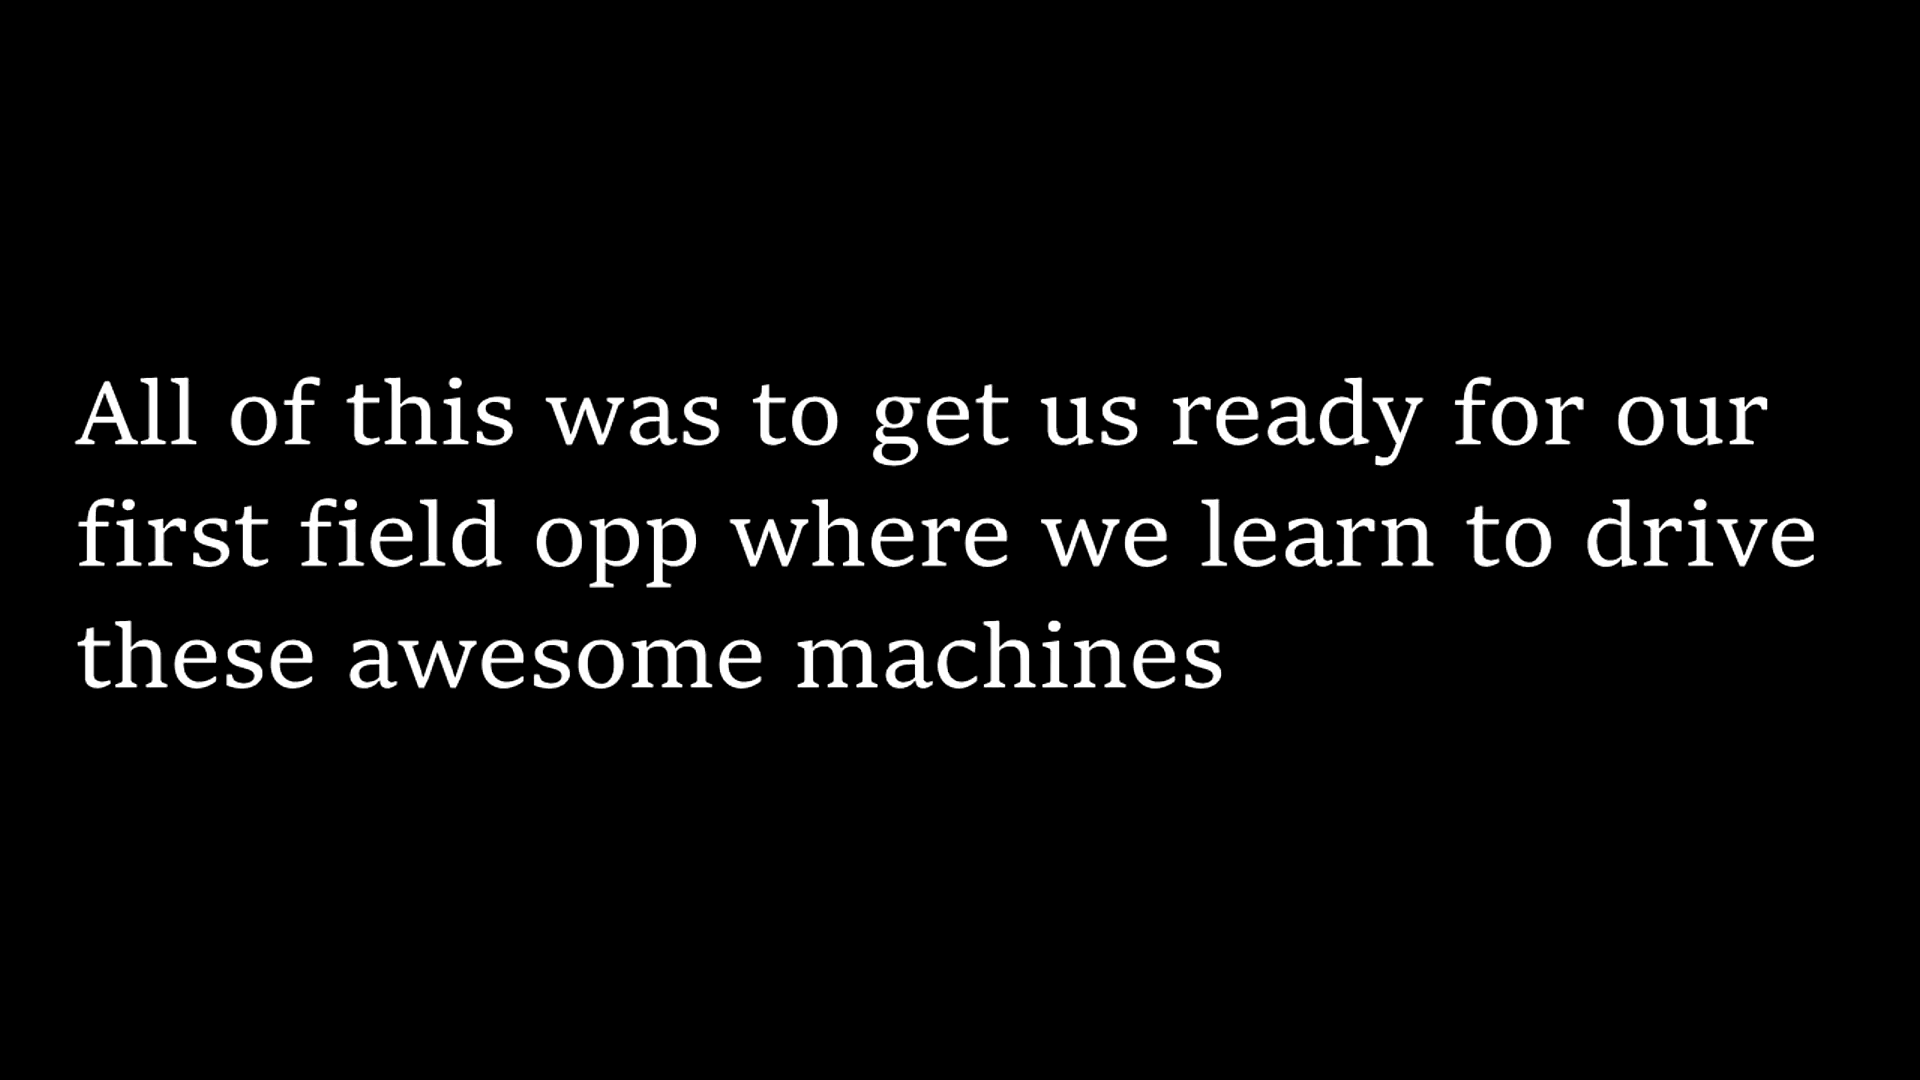 All of this was to get us ready for our
first field opp where we learn to drive
these awesome machines